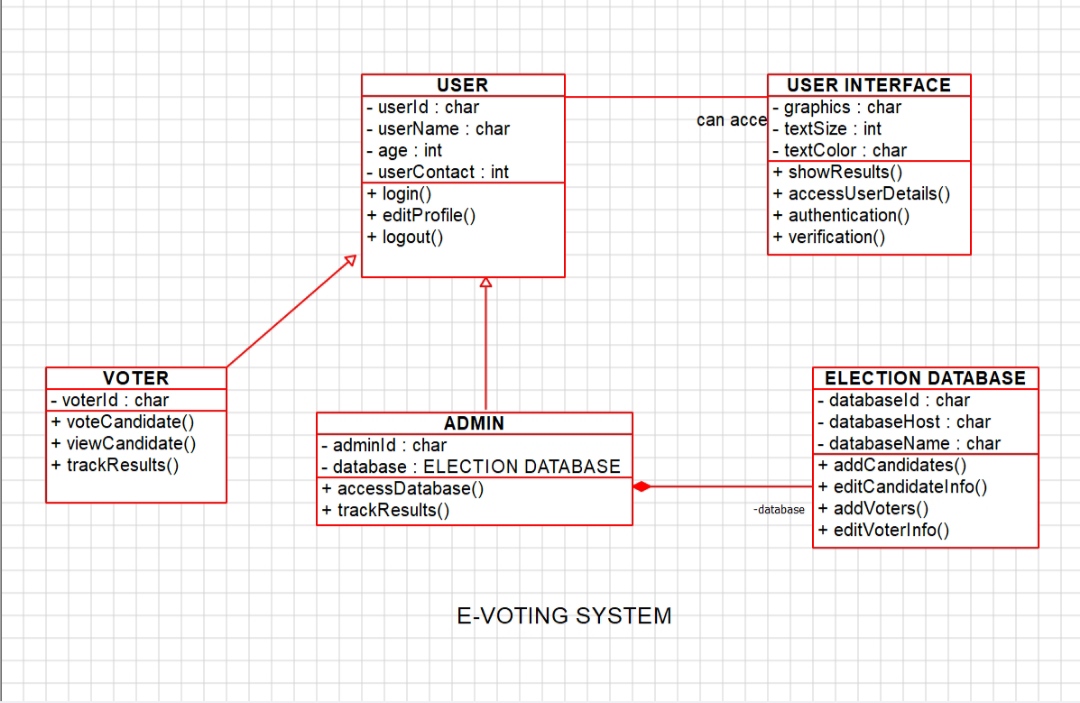 USER
- userId : char
- userName : char
- age : int
- userContact : int
+ login()
+ editProfile()
+ logout()
can acce
USER INTERFACE
- graphics : char
- textSize : int
- textColor : char
+ showResults()
+ accessUserDetails()
+ authentication()
+ verification()
VOTER
- voterId : char
+ voteCandidate()
+ viewCandidate()
+ trackResults()
ADMIN
- adminId : char
- database : ELECTION DATABASE
+ accessDatabase()
+ trackResults()
-database
ELECTION DATABASE
- databaseId : char
- databaseHost : char
- databaseName : char
+ addCandidates()
+ editCandidateInfo()
+ addVoters()
+ editVoterInfo()
E-VOTING SYSTEM